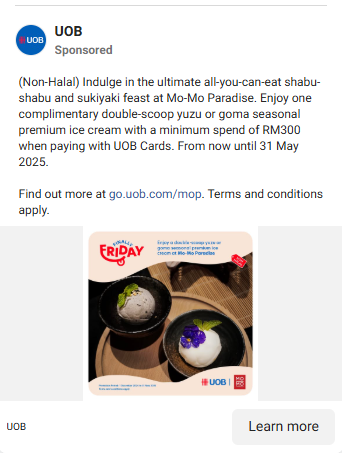 UOB
UOB
Sponsored
(Non-Halal) Indulge in the ultimate all-you-can-eat shabu-
shabu and sukiyaki feast at Mo-Mo Paradise. Enjoy one
complimentary double-scoop yuzu or goma seasonal
premium ice cream with a minimum spend of RM300
when paying with UOB Cards. From now until 31 May
2025.
Find out more at go.uob.com/mop. Terms and conditions
apply.
FINALLY
FRIDAY
Enjoy a double-scoop yuzu or
goma seasonal premium ice
cream at Mo-Mo Paradise
UOB
UOB
Learn more